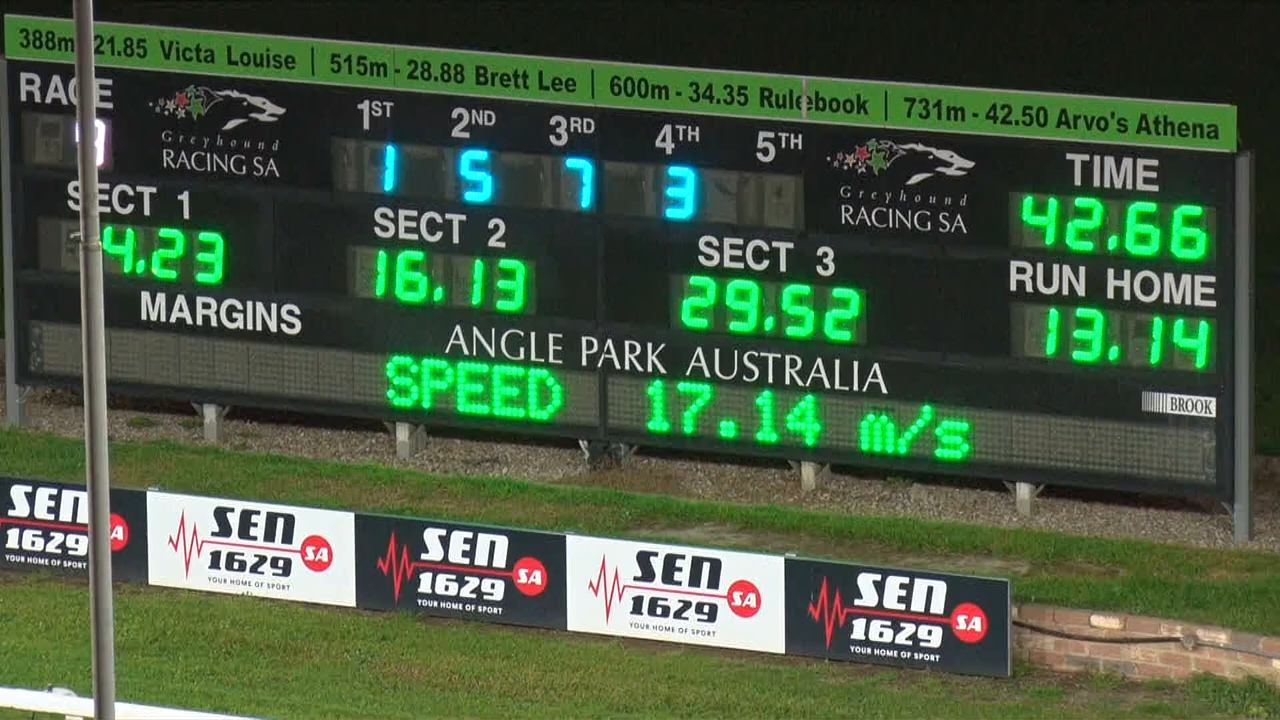 388m 21.85 Victa Louise | 515m - 28.88 Brett Lee | 600m - 34.35 Rulebook | 731m - 42.50 Arvo's Athena
RACE
Greyhound
RACING SA
1ST 2ND 3RD 4TH 5TH
1 5 7 3
Greyhound
RACING SA
TIME
42.66
SECT 1
4.23
SECT 2
16.13
SECT 3
29.52
RUN HOME
13.14
MARGINS
ANGLE PARK AUSTRALIA
SPEED 17.14 m/s
BROOK
SEN
1629 SA
YOUR HOME OF SPORT
SEN
1629 SA
YOUR HOME OF SPORT
SEN
1629 SA
YOUR HOME OF SPORT
SEN
1629 SA
YOUR HOME OF SPORT
SEN
1629 SA
YOUR HOME OF SPORT